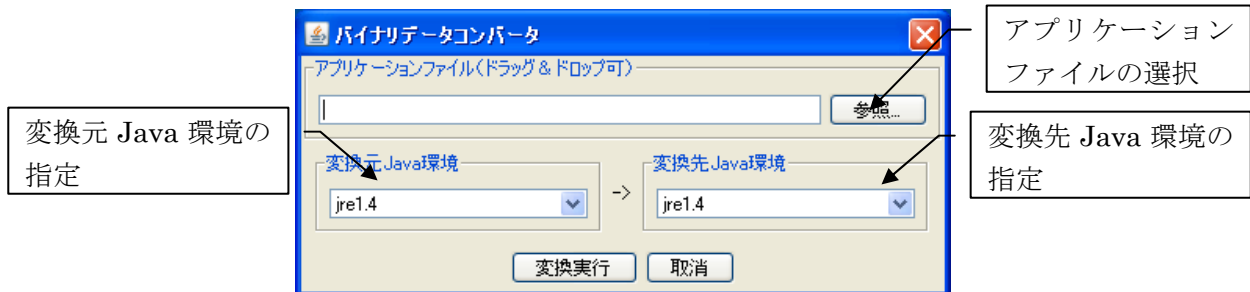 バイナリデータコンバータ
アプリケーション
ファイルの選択
アプリケーションファイル(ドラッグ&ドロップ可)
参照...
変換元 Java 環境の
指定
変換先 Java 環境の
指定
変換元Java環境
変換先Java環境
jre1.4
->
jre1.4
変換実行
取消